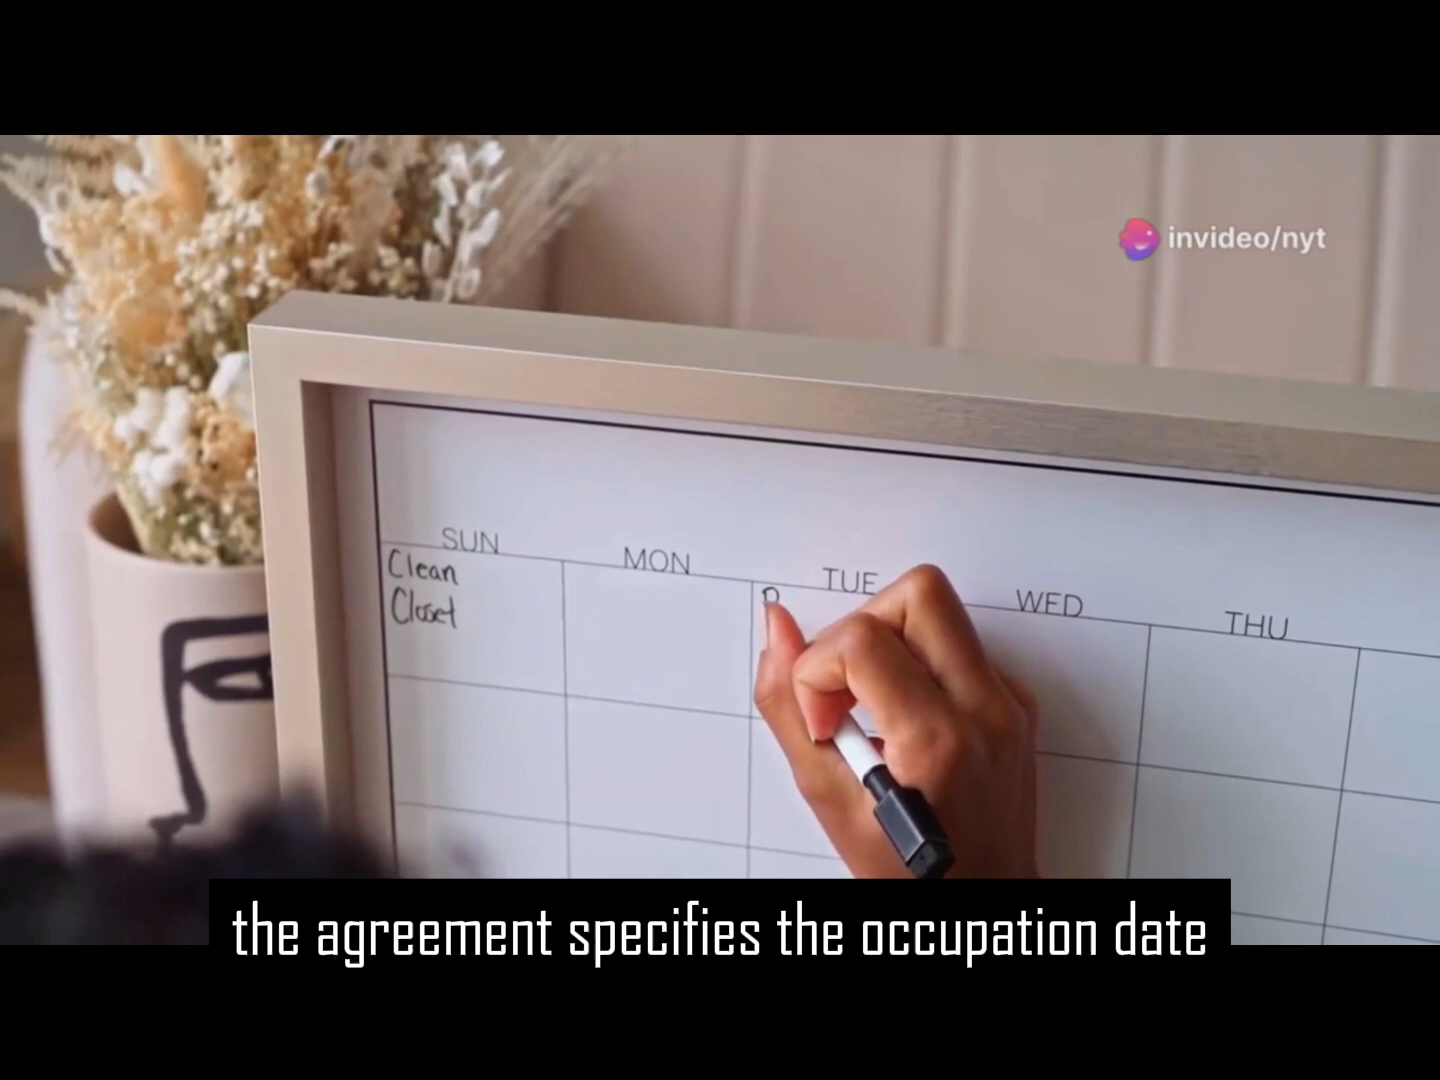 invideo/nyt
SUN MON TUE WED THU
Clean
Closet
the agreement specifies the occupation date